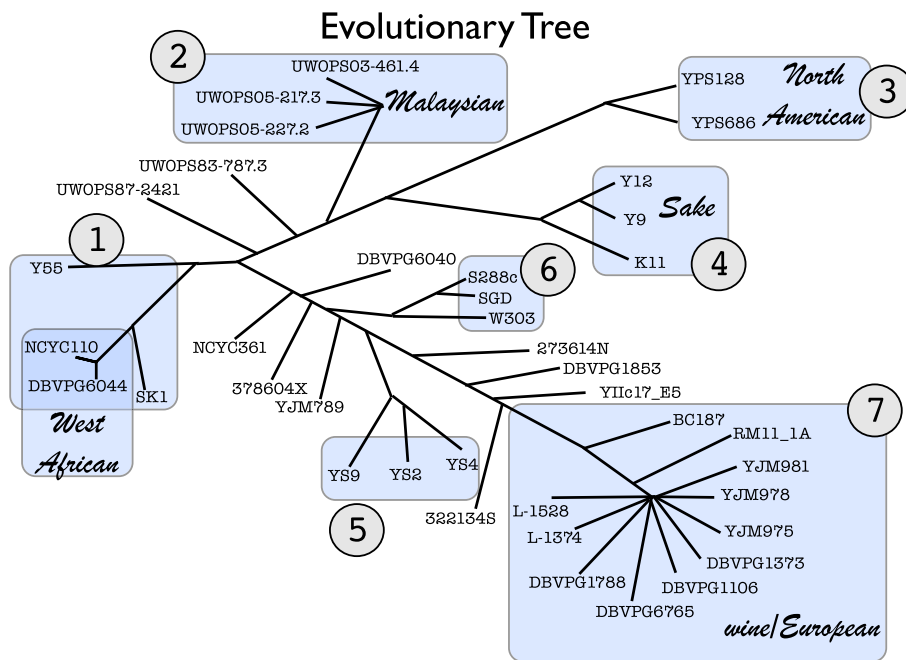 Evolutionary Tree
2
UWOPS03-461.4
UWOPS05-217.3
UWOPS05-227.2
Malaysian
YPS128
YPS686
North
American
3
UWOPS83-787.3
UWOPS87-2421
Y12
Y9
K11
Sake
4
1
Y55
NCYC110
DBVPG6044
SK1
West
African
DBVPG6040
NCYC361
S288c
SGD
W303
6
378604X
YJM789
273614N
DBVPG1853
YIIc17_E5
YS9
YS2
YS4
5
322134S
7
BC187
RM11_1A
YJM981
YJM978
YJM975
DBVPG1373
DBVPG1106
DBVPG6765
DBVPG1788
L-1374
L-1528
wine/European